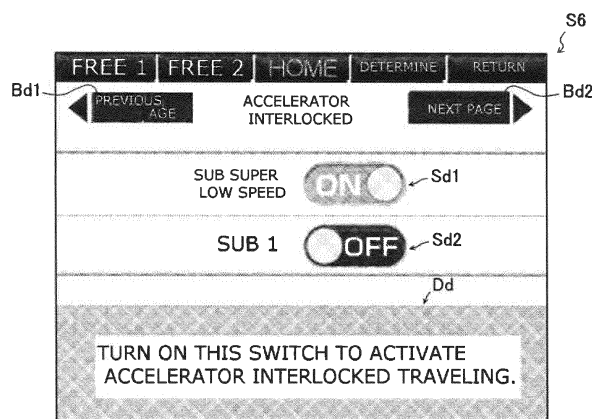 S6
FREE 1 FREE 2 HOME DETERMINE RETURN
Bd1 Bd2
PREVIOUS
AGE
ACCELERATOR
INTERLOCKED
NEXT PAGE
SUB SUPER
LOW SPEED
ON
Sd1
SUB 1
OFF
Sd2
Dd
TURN ON THIS SWITCH TO ACTIVATE
ACCELERATOR INTERLOCKED TRAVELING.